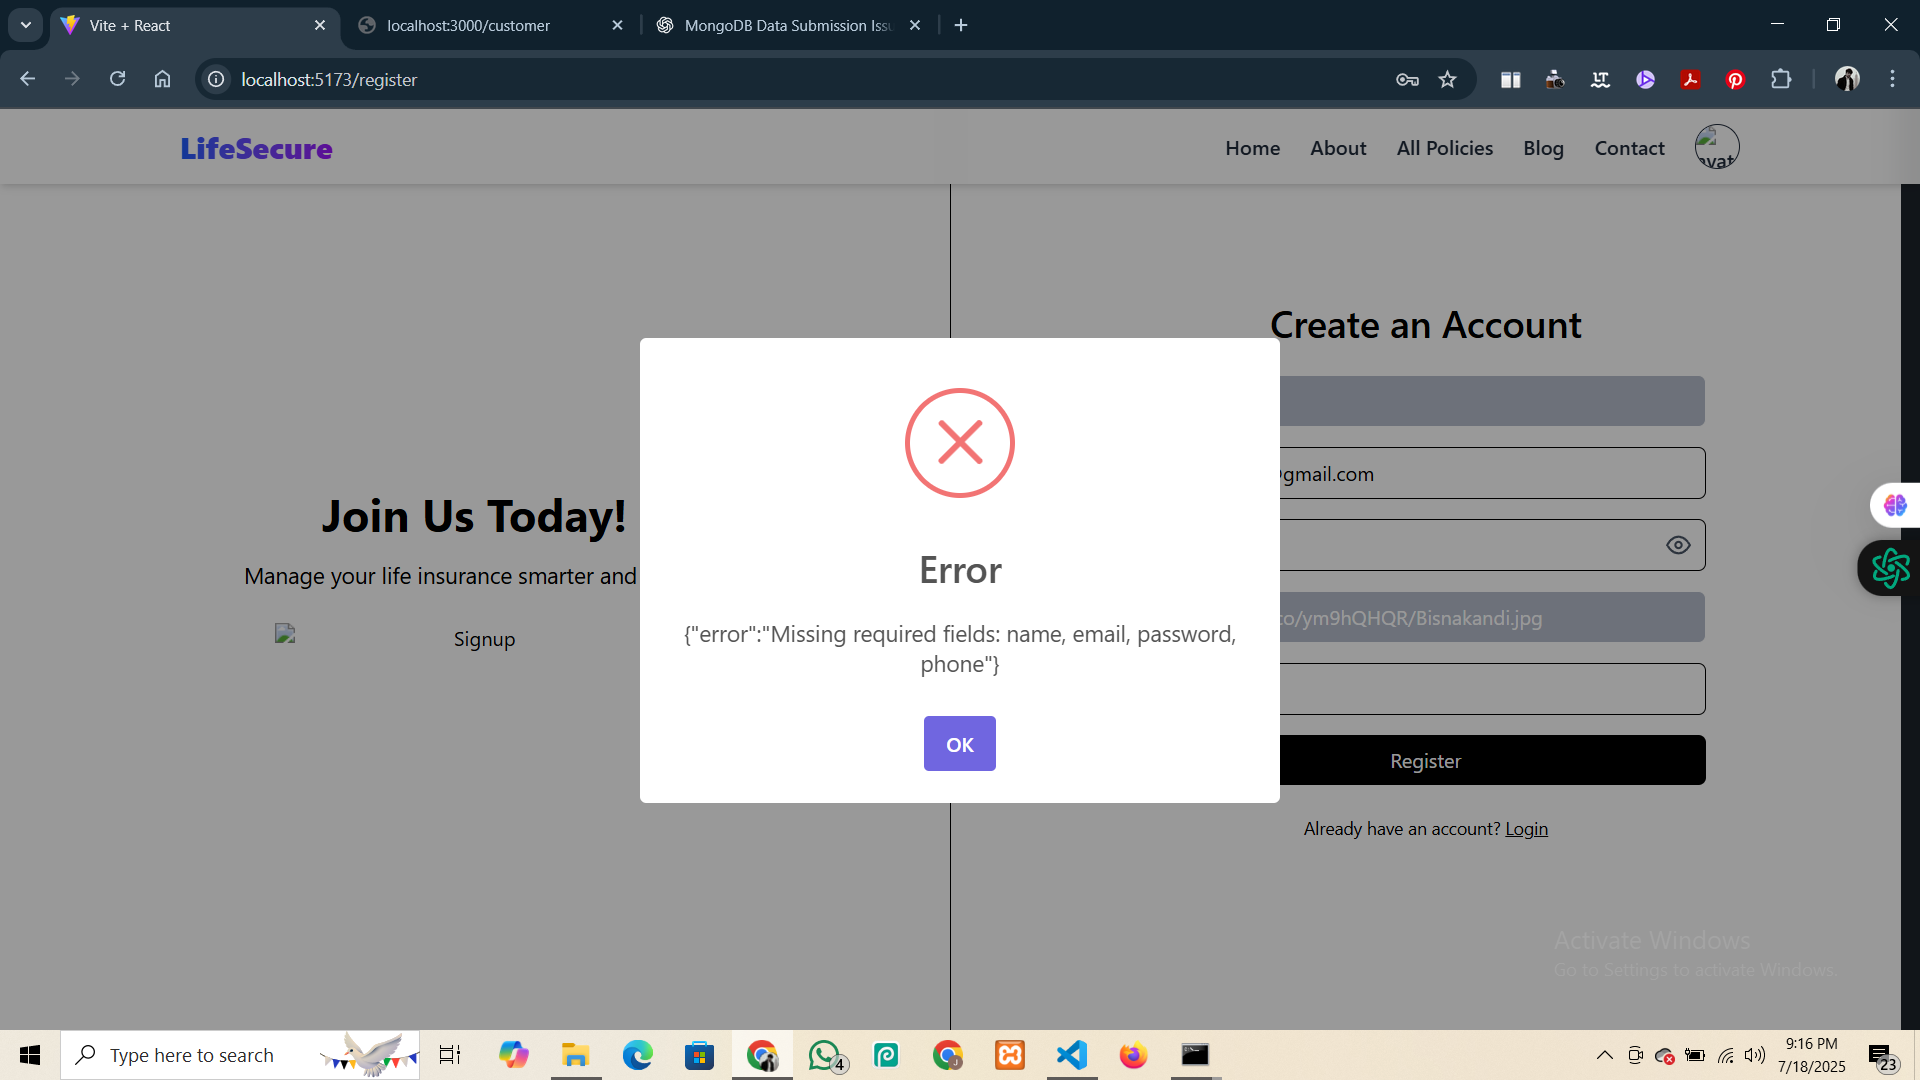 Vite + React
localhost:3000/customer
MongoDB Data Submission Issu
localhost:5173/register
LifeSecure
Home
About
All Policies
Blog
Contact
avat
Create an Account
@gmail.com
Join Us Today!
Manage your life insurance smarter and
Signup
Error
{"error":"Missing required fields: name, email, password,
phone"}
OK
co/ym9hQHQR/Bisnakandi.jpg
Register
Already have an account? Login
Activate Windows
Go to Settings to activate Windows.
Type here to search
4
9:16 PM
7/18/2025
23